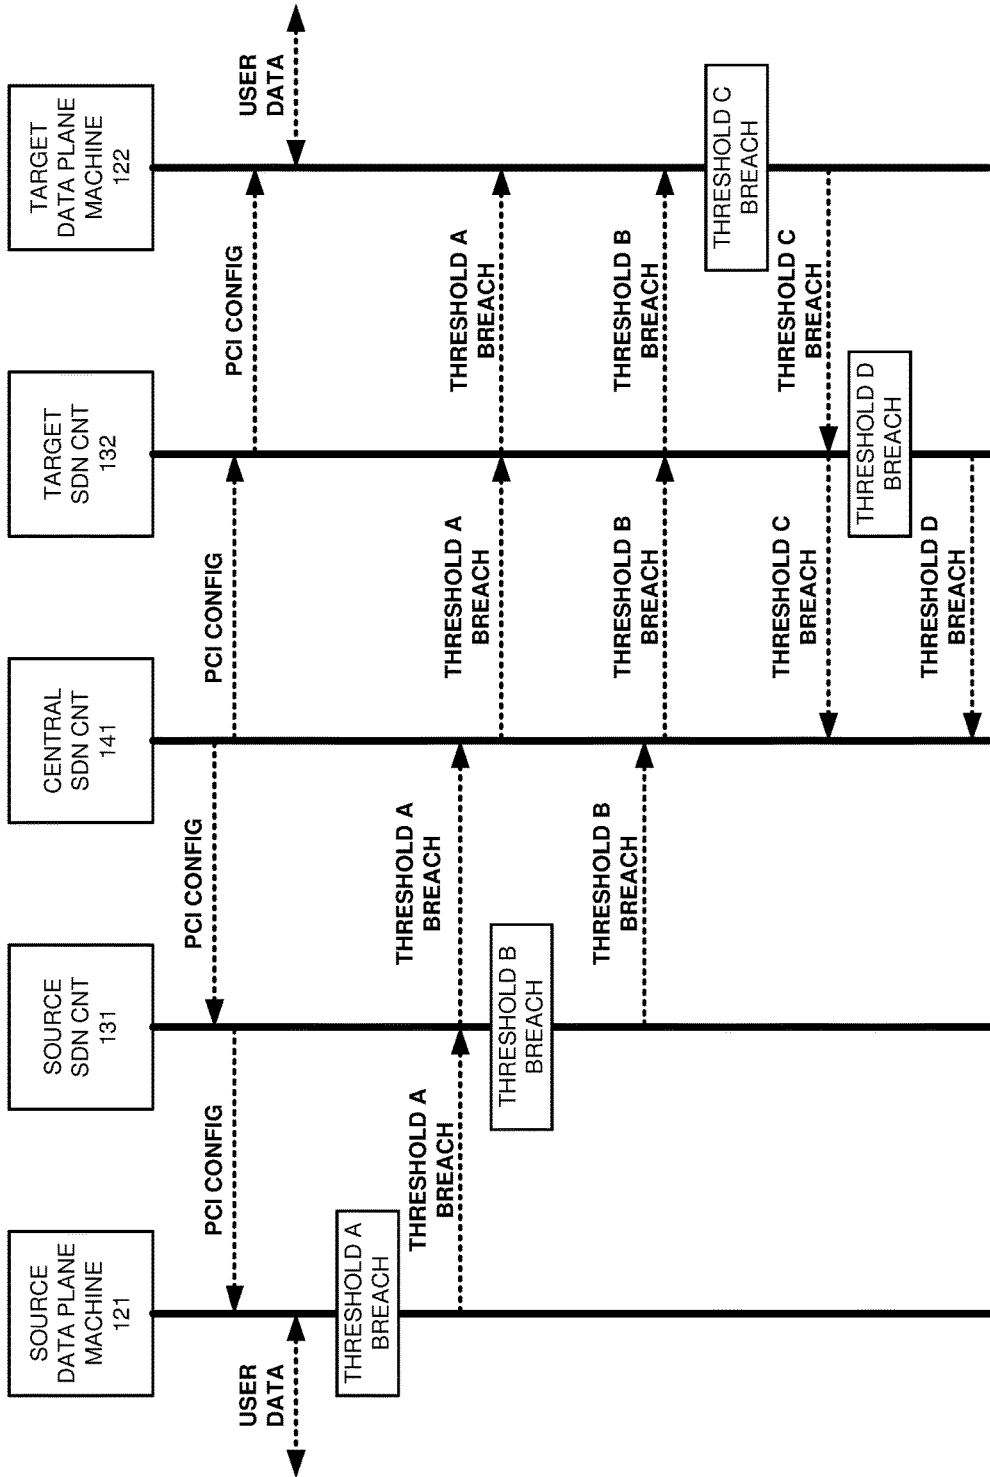 SOURCE
DATA PLANE
MACHINE
121
SOURCE
SDN CNT
131
CENTRAL
SDN CNT
141
TARGET
SDN CNT
132
TARGET
DATA PLANE
MACHINE
122
PCI CONFIG
PCI CONFIG
PCI CONFIG
PCI CONFIG
USER
DATA
USER
DATA
THRESHOLD A
BREACH
THRESHOLD A
BREACH
THRESHOLD A
BREACH
THRESHOLD A
BREACH
THRESHOLD A
BREACH
THRESHOLD B
BREACH
THRESHOLD B
BREACH
THRESHOLD B
BREACH
THRESHOLD B
BREACH
THRESHOLD C
BREACH
THRESHOLD C
BREACH
THRESHOLD C
BREACH
THRESHOLD D
BREACH
THRESHOLD D
BREACH